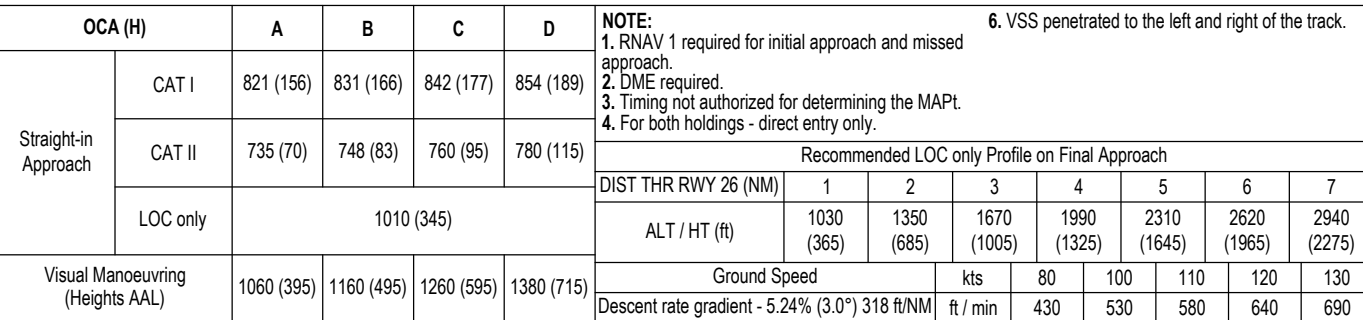 OCA (H) A B C D
Straight-in Approach
CAT I 821 (156) 831 (166) 842 (177) 854 (189)
CAT II 735 (70) 748 (83) 760 (95) 780 (115)
LOC only 1010 (345)
Visual Manoeuvring
(Heights AAL) 1060 (395) 1160 (495) 1260 (595) 1380 (715)
NOTE:
1. RNAV 1 required for initial approach and missed
approach.
2. DME required.
3. Timing not authorized for determining the MAPt.
4. For both holdings - direct entry only.
6. VSS penetrated to the left and right of the track.
Recommended LOC only Profile on Final Approach
DIST THR RWY 26 (NM) 1 2 3 4 5 6 7
ALT / HT (ft) 1030 (365) 1350 (685) 1670 (1005) 1990 (1325) 2310 (1645) 2620 (1965) 2940 (2275)
Ground Speed kts 80 100 110 120 130
Descent rate gradient - 5.24% (3.0°) 318 ft/NM ft / min 430 530 580 640 690